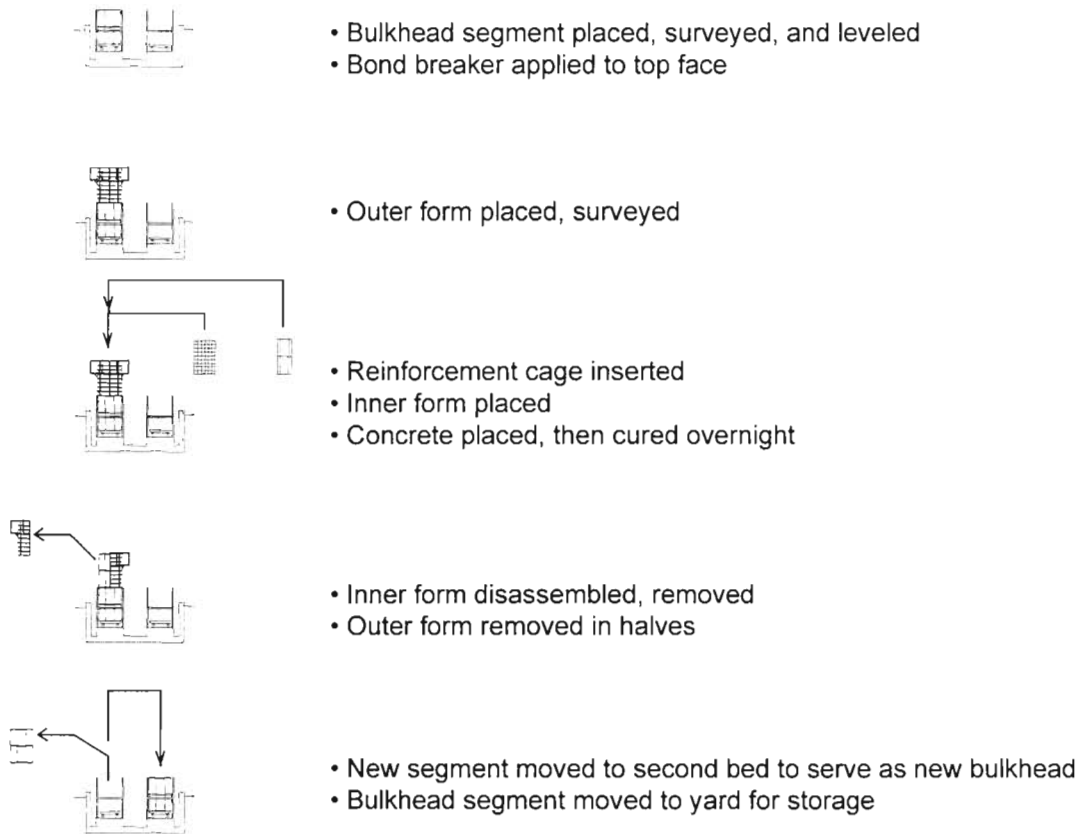 • Bulkhead segment placed, surveyed, and leveled
• Bond breaker applied to top face
• Outer form placed, surveyed
• Reinforcement cage inserted
• Inner form placed
• Concrete placed, then cured overnight
• Inner form disassembled, removed
• Outer form removed in halves
• New segment moved to second bed to serve as new bulkhead
• Bulkhead segment moved to yard for storage